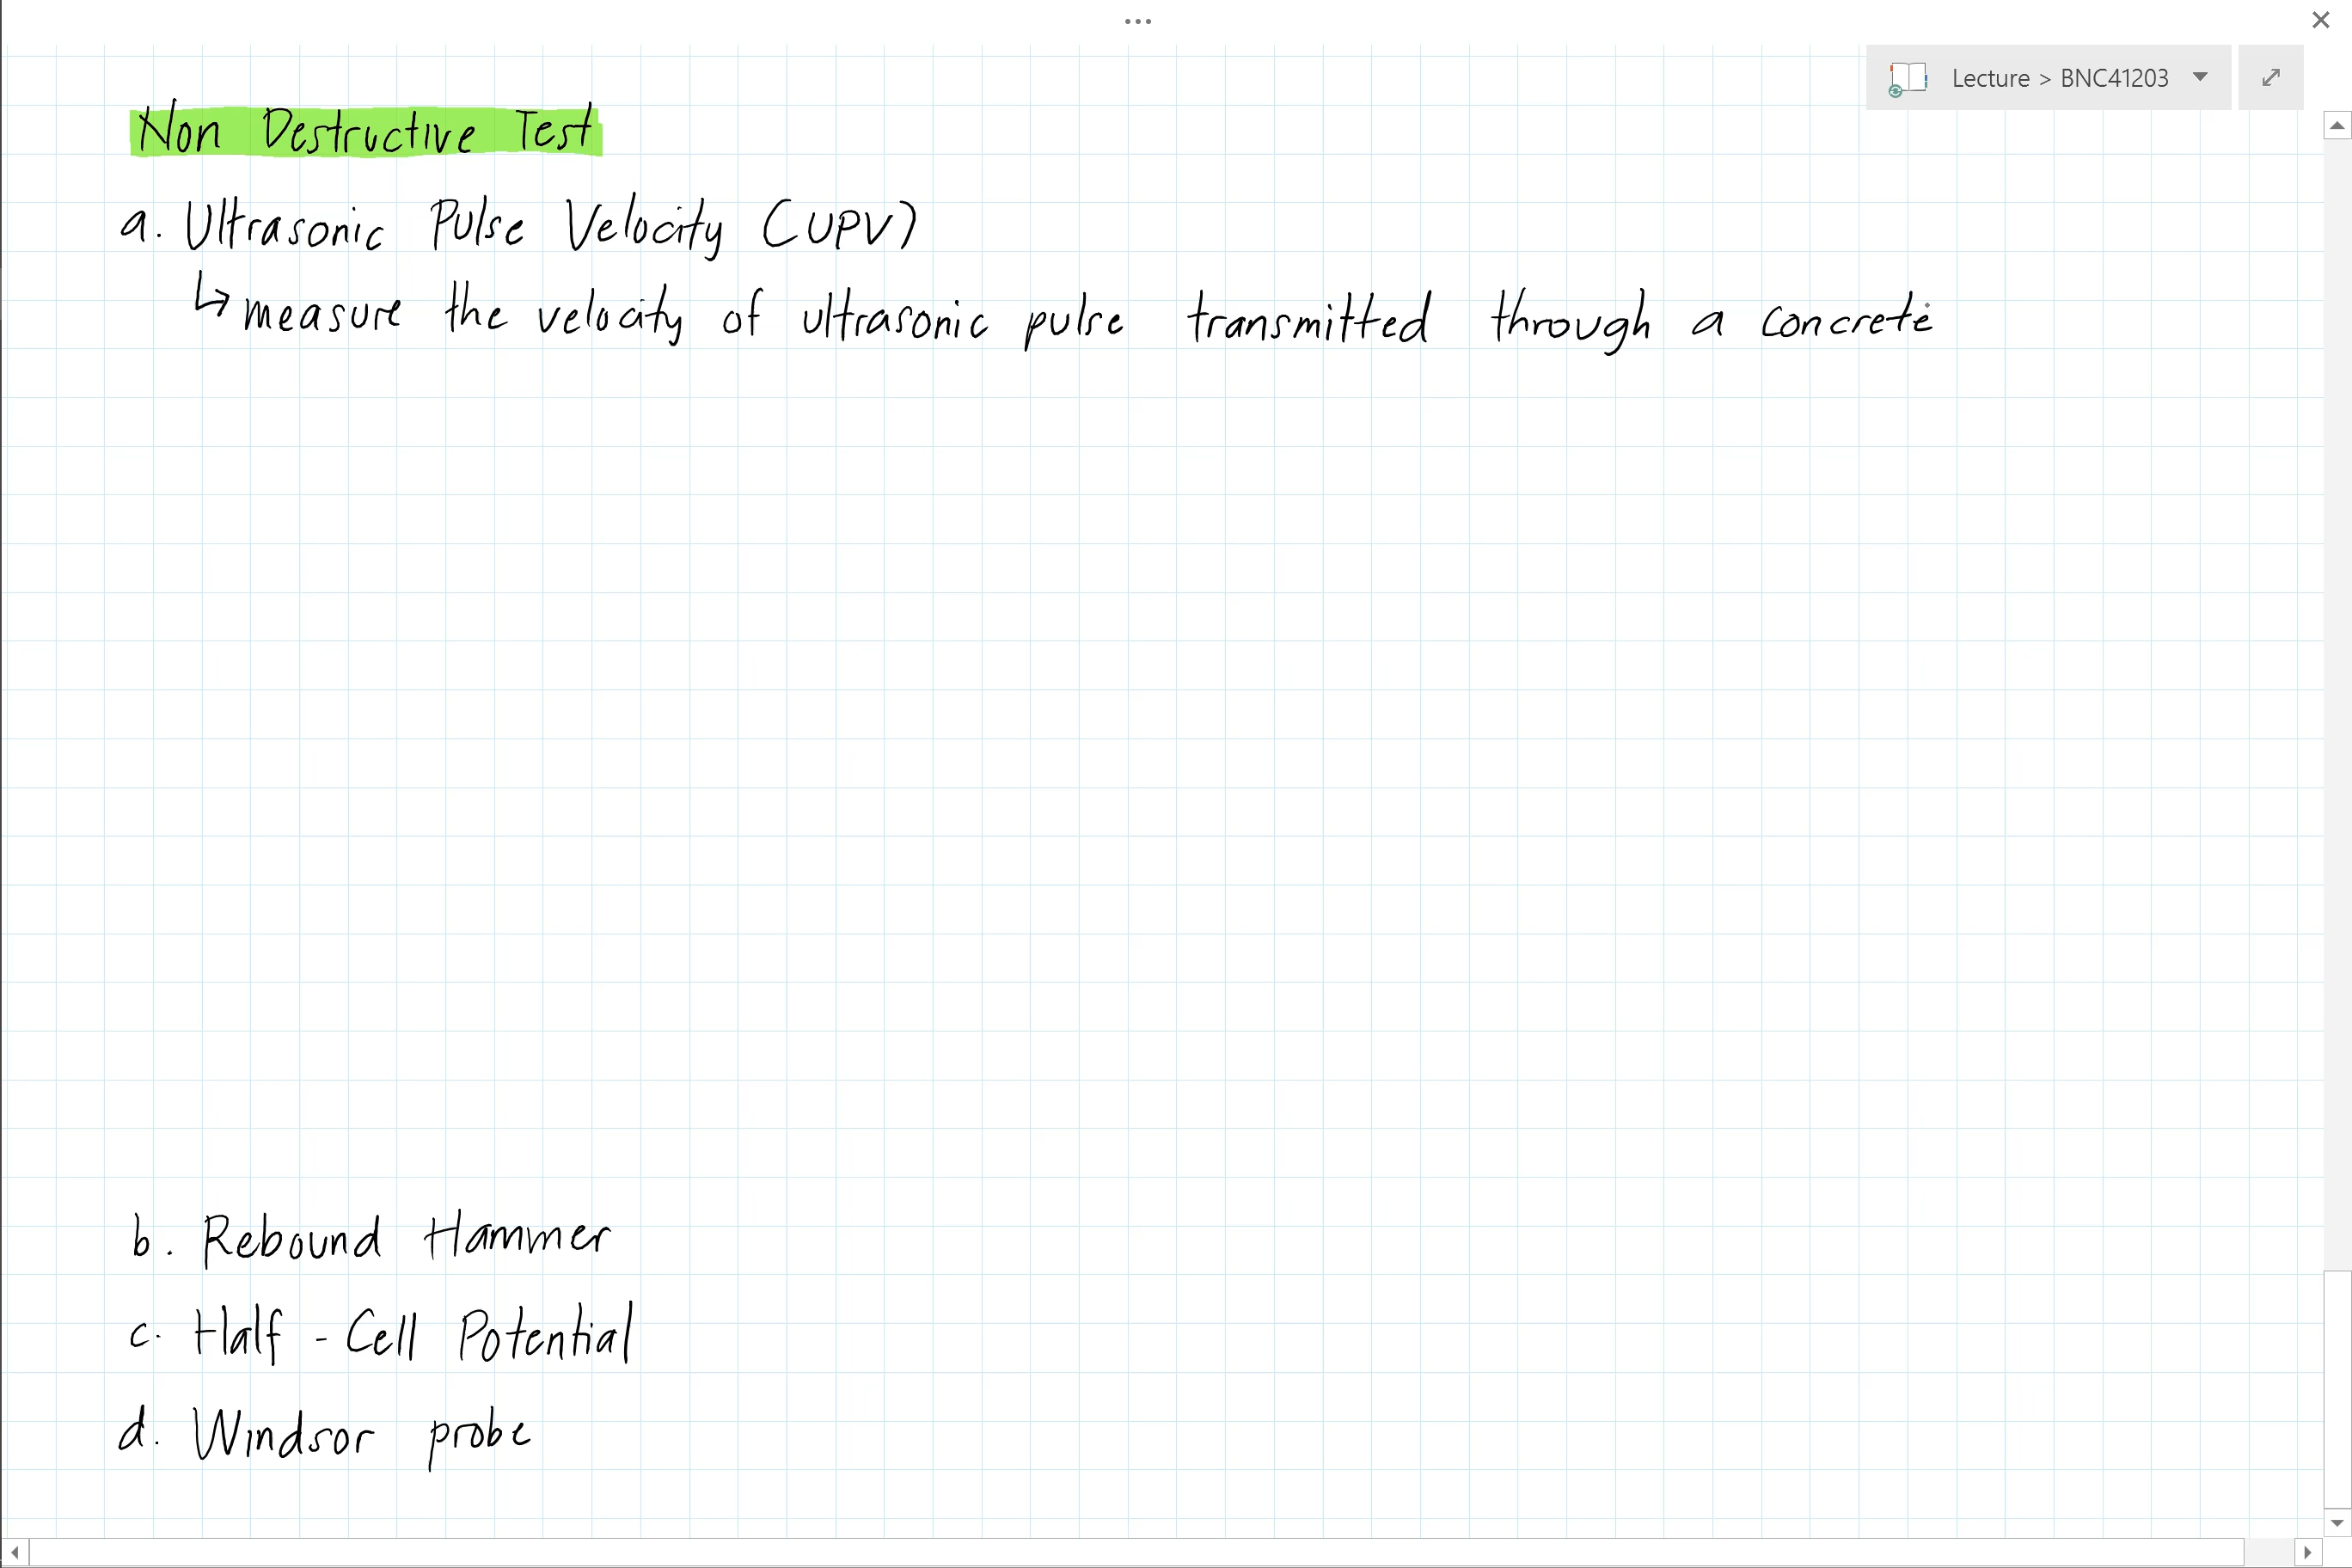 Lecture > BNC41203
Non Destructive Test
a. Ultrasonic Pulse Velocity (UPV)
↳ measure the velocity of ultrasonic pulse transmitted through a concrete
b. Rebound Hammer
c. Half - Cell Potential
d. Windsor probe